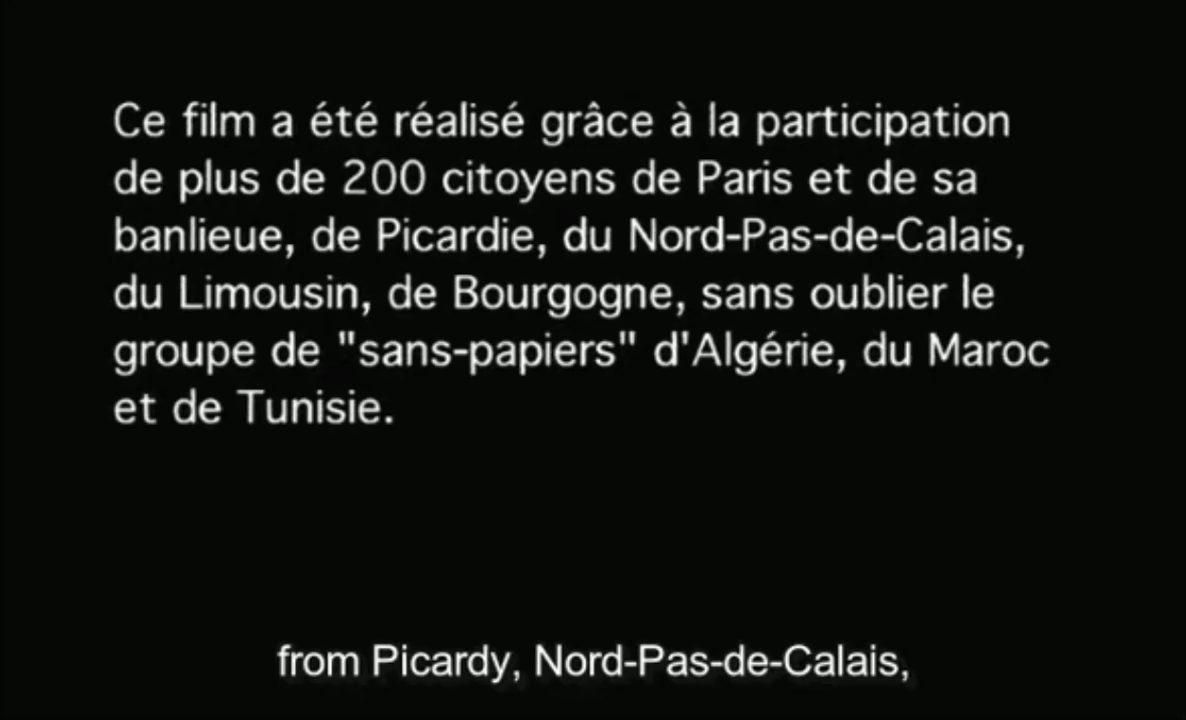 Ce film a été réalisé grâce à la participation
de plus de 200 citoyens de Paris et de sa
banlieue, de Picardie, du Nord-Pas-de-Calais,
du Limousin, de Bourgogne, sans oublier le
groupe de "sans-papiers" d'Algérie, du Maroc
et de Tunisie.
from Picardy, Nord-Pas-de-Calais,